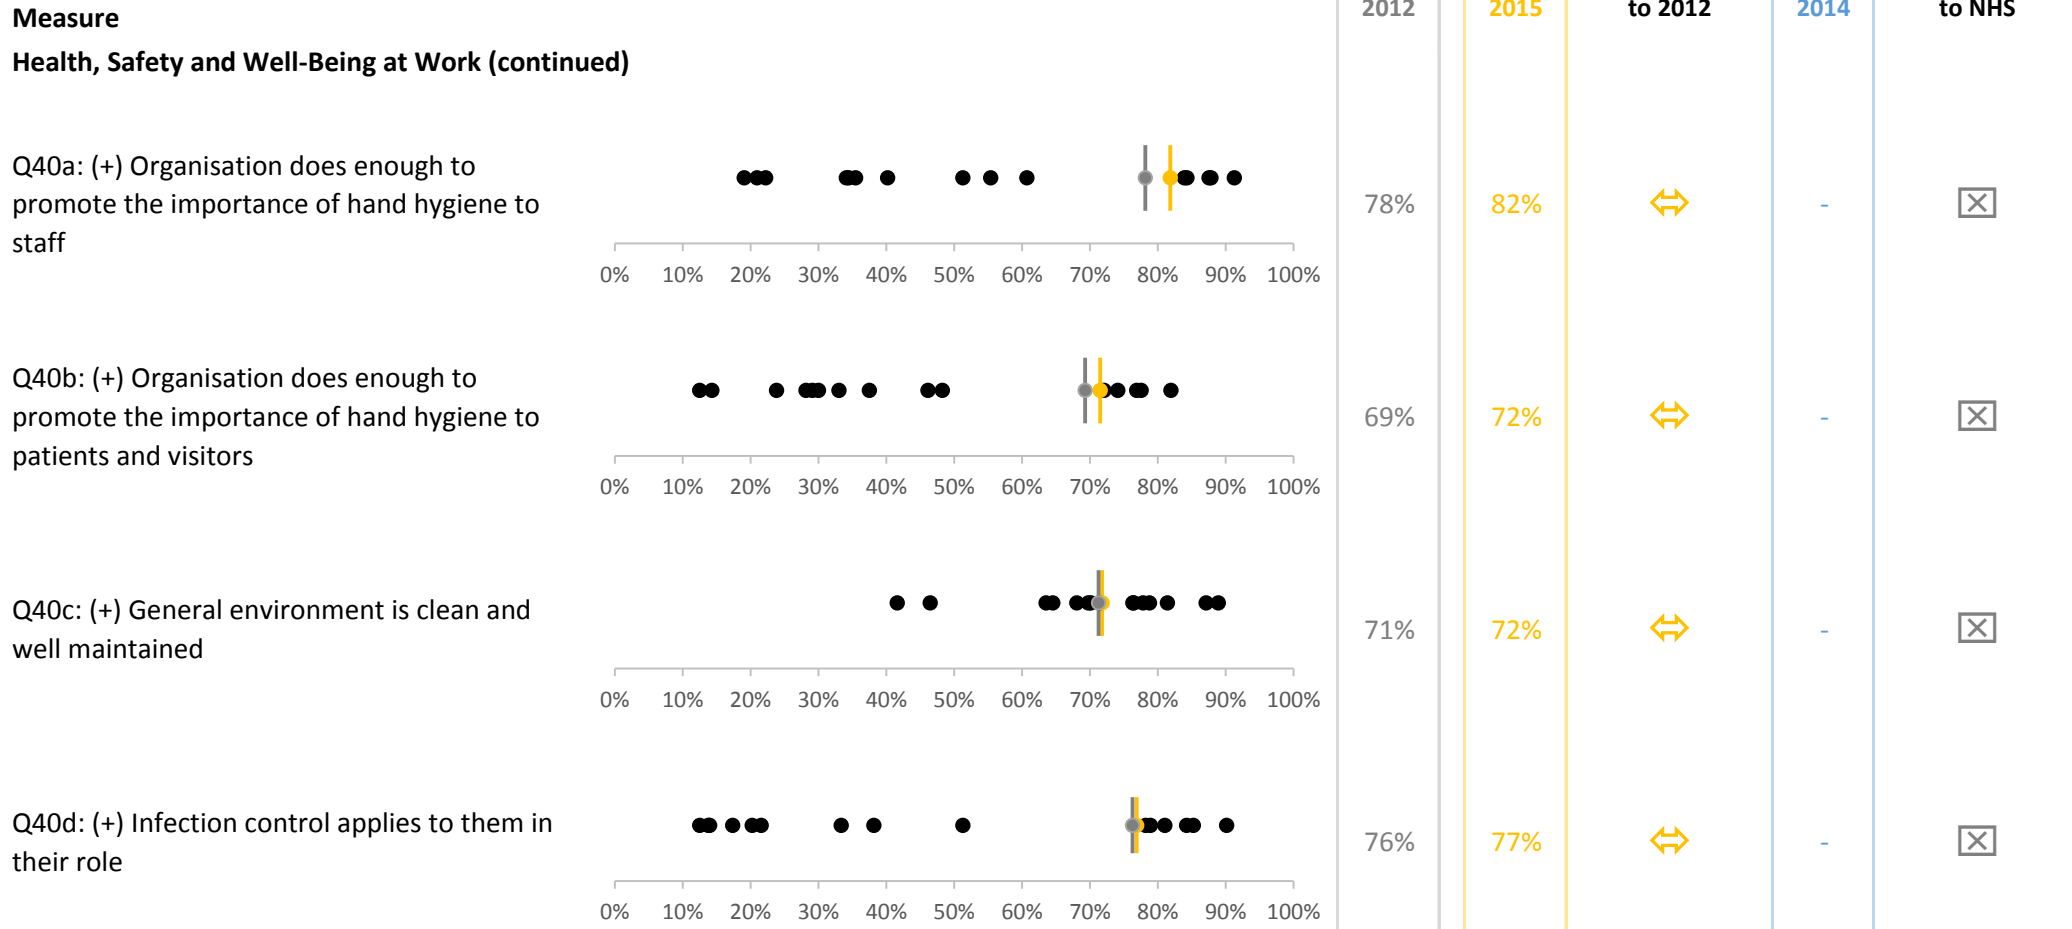 Measure 2012 2015 to 2012 2014 to NHS
Health, Safety and Well-Being at Work (continued)
Q40a: (+) Organisation does enough to
promote the importance of hand hygiene to
staff
78% 82% -
0% 10% 20% 30% 40% 50% 60% 70% 80% 90% 100%
Q40b: (+) Organisation does enough to
promote the importance of hand hygiene to
patients and visitors
69% 72% -
0% 10% 20% 30% 40% 50% 60% 70% 80% 90% 100%
Q40c: (+) General environment is clean and
well maintained
71% 72% -
0% 10% 20% 30% 40% 50% 60% 70% 80% 90% 100%
Q40d: (+) Infection control applies to them in
their role
76% 77% -
0% 10% 20% 30% 40% 50% 60% 70% 80% 90% 100%